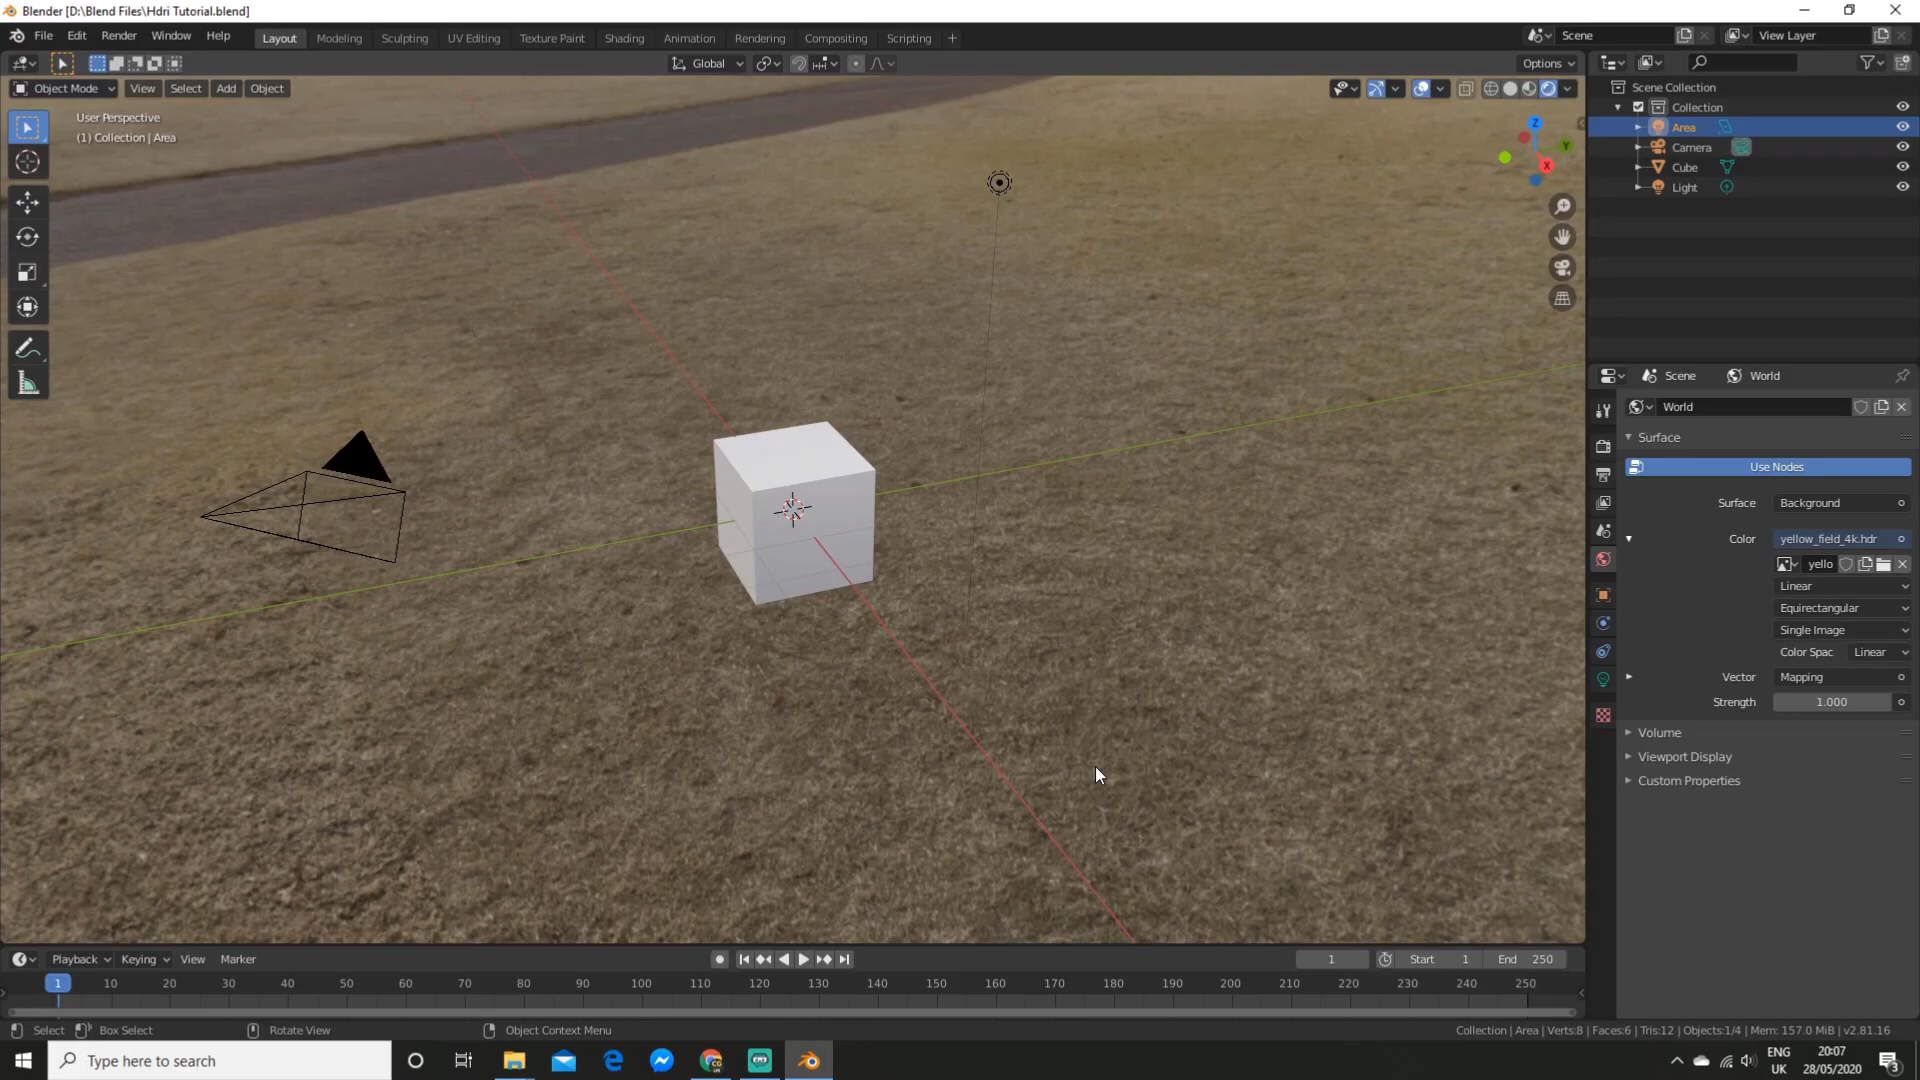 Blender [D:\Blend Files\Hdri Tutorial.blend]
File Edit Render Window Help Layout Modeling Sculpting UV Editing Texture Paint Shading Animation Rendering Compositing Scripting + Scene View Layer
Global Options
Object Mode View Select Add Object
User Perspective
(1) Collection | Area
Z
Y
X
Scene Collection
Collection
Area
Camera
Cube
Light
Scene World
World
Surface
Use Nodes
Surface Background
Color yellow_field_4k.hdr
yello
Linear
Equirectangular
Single Image
Color Spac Linear
Vector Mapping
Strength 1.000
Volume
Viewport Display
Custom Properties
Playback Keying View Marker 1 Start 1 End 250
1 10 20 30 40 50 60 70 80 90 100 110 120 130 140 150 160 170 180 190 200 210 220 230 240 250
Select Box Select Rotate View Object Context Menu Collection | Area | Verts:8 | Faces:6 | Tris:12 | Objects:1/4 | Mem: 157.0 MiB | v2.81.16
Type here to search
ENG
UK
20:07
28/05/2020
3